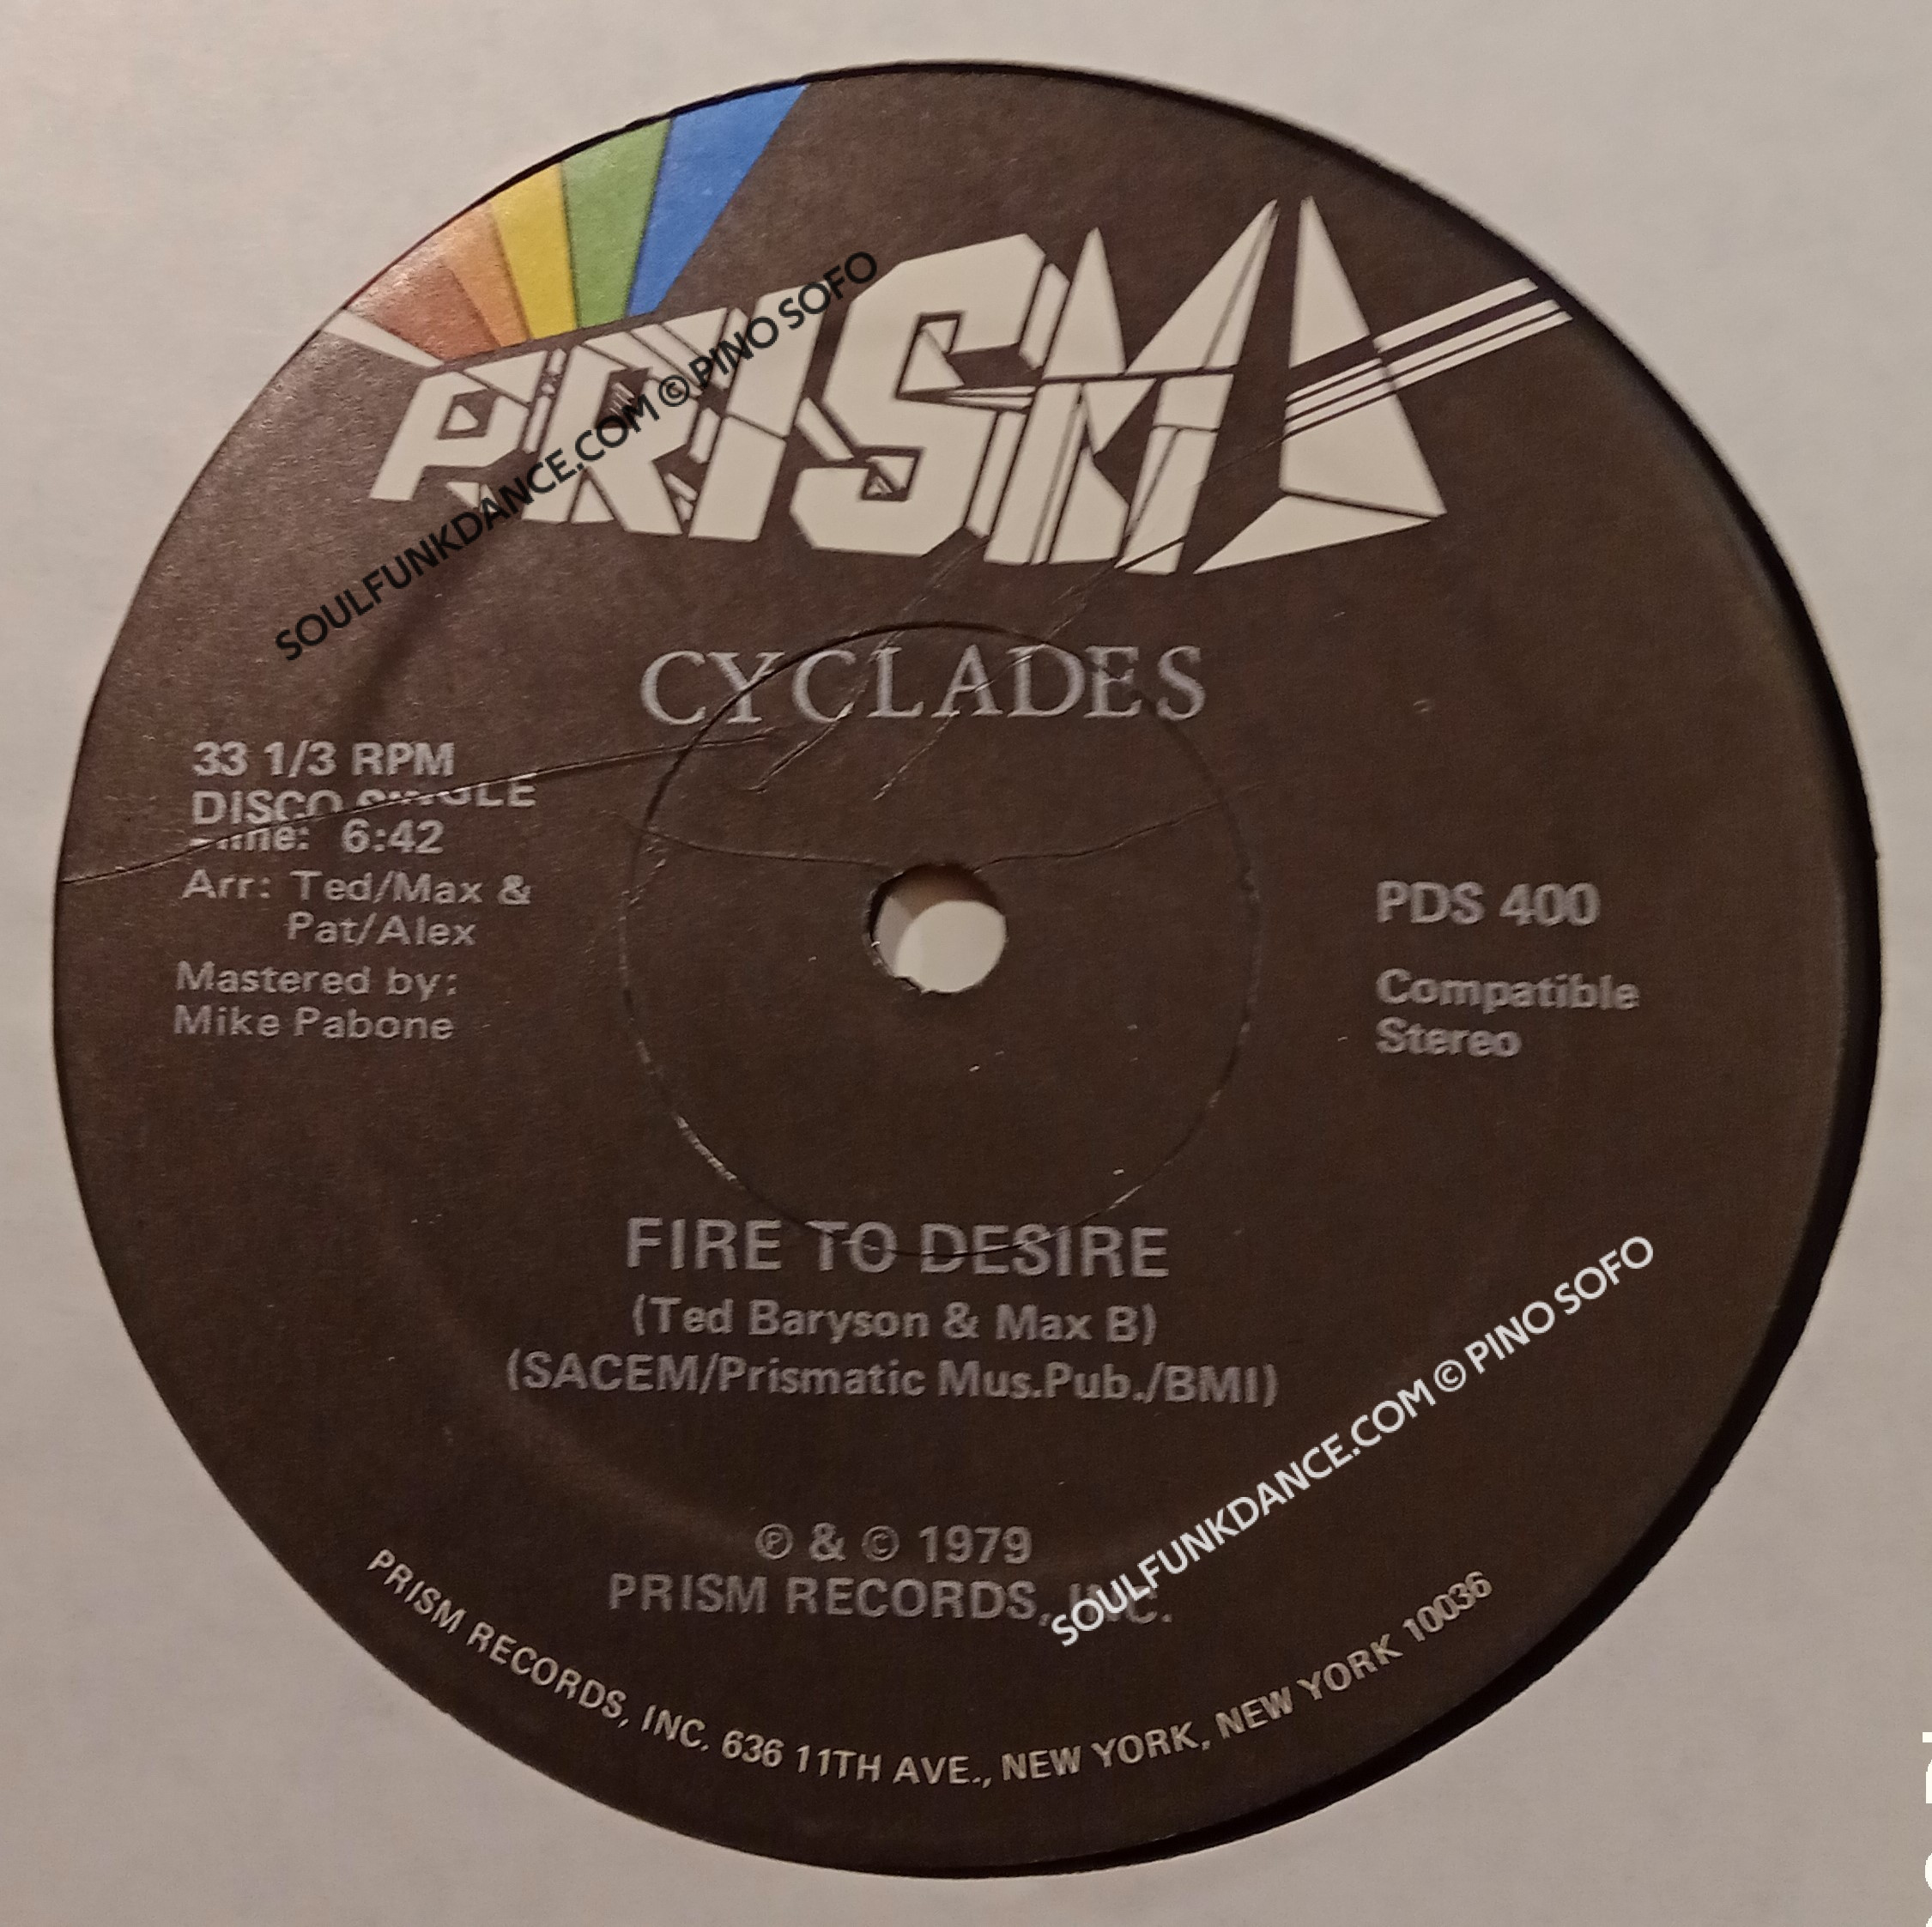 PRISM
SOULFUNKDANCE.COM © PINO SOFO
CYCLADES
33 1/3 RPM
DISCO SINGLE
Time: 6:42
Arr: Ted/Max &
Pat/Alex
Mastered by:
Mike Pabone
PDS 400
Compatible
Stereo
FIRE TO DESIRE
(Ted Baryson & Max B)
(SACEM/Prismatic Mus.Pub./BMI)
SOULFUNKDANCE.COM © PINO SOFO
℗ & © 1979
PRISM RECORDS, INC.
PRISM RECORDS, INC. 636 11TH AVE., NEW YORK, NEW YORK 10036